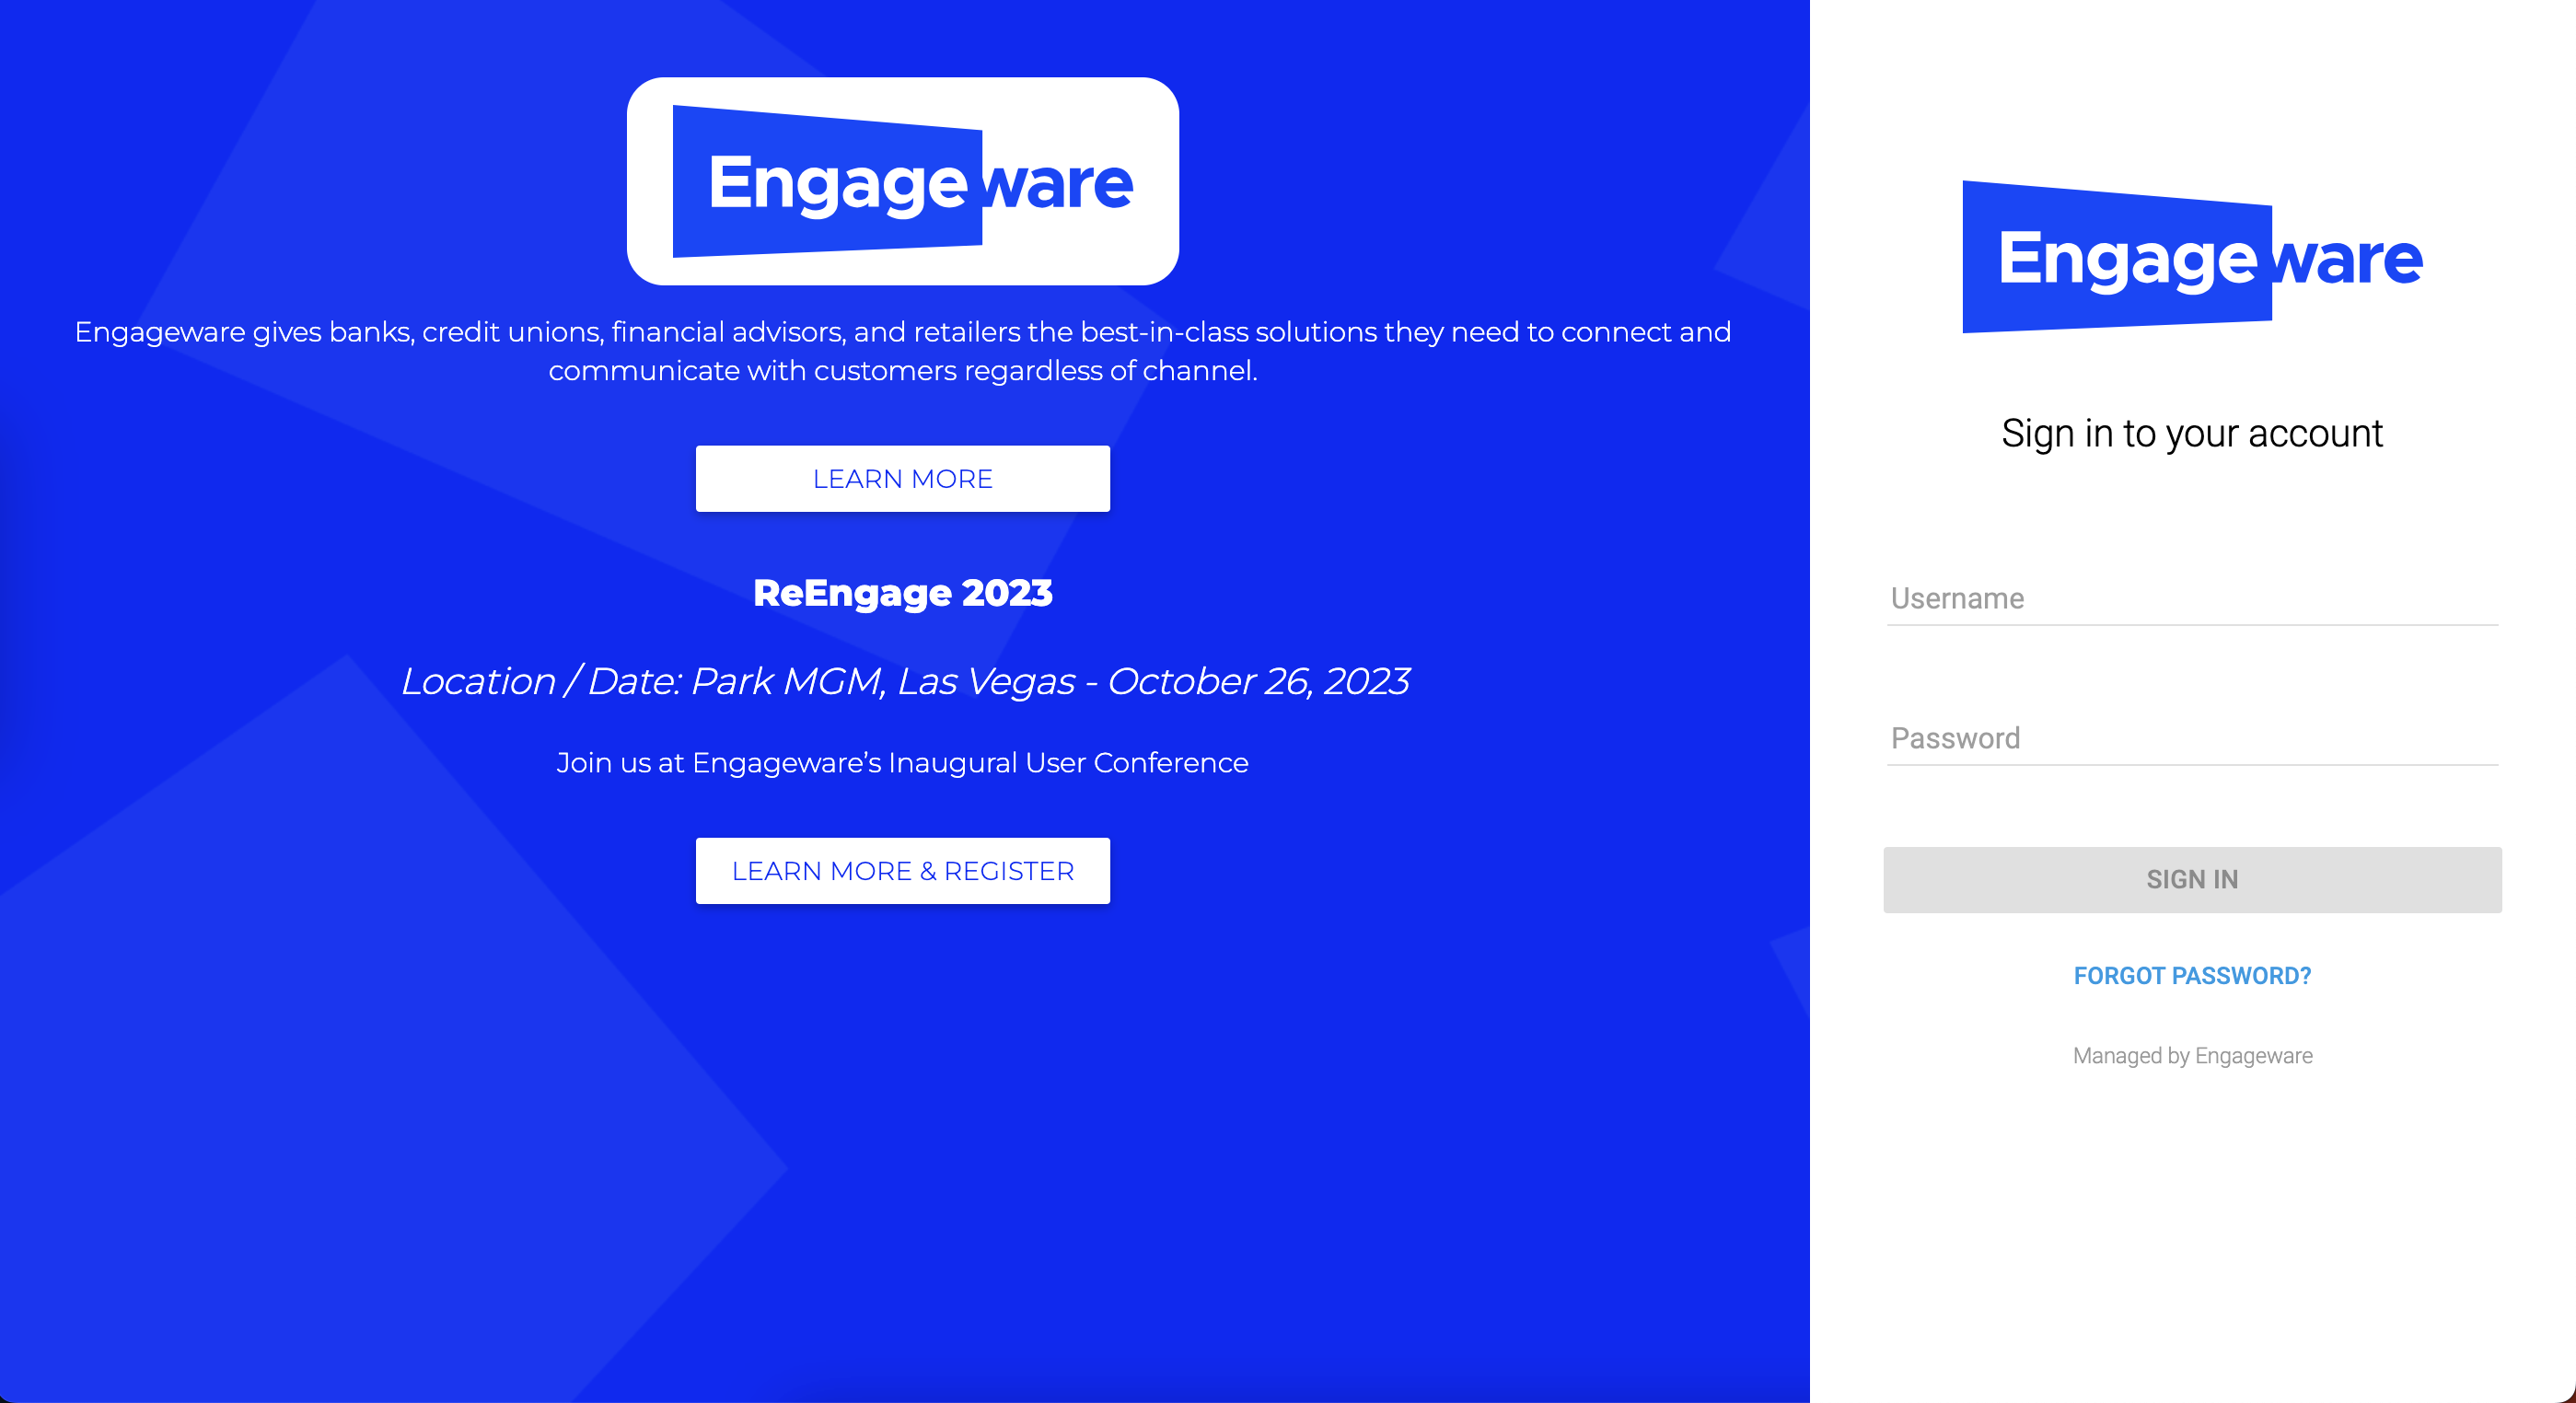 Engageware
Engageware gives banks, credit unions, financial advisors, and retailers the best-in-class solutions they need to connect and
communicate with customers regardless of channel.
LEARN MORE
ReEngage 2023
Location / Date: Park MGM, Las Vegas - October 26, 2023
Join us at Engageware’s Inaugural User Conference
LEARN MORE & REGISTER
Engageware
Sign in to your account
Username
Password
SIGN IN
FORGOT PASSWORD?
Managed by Engageware